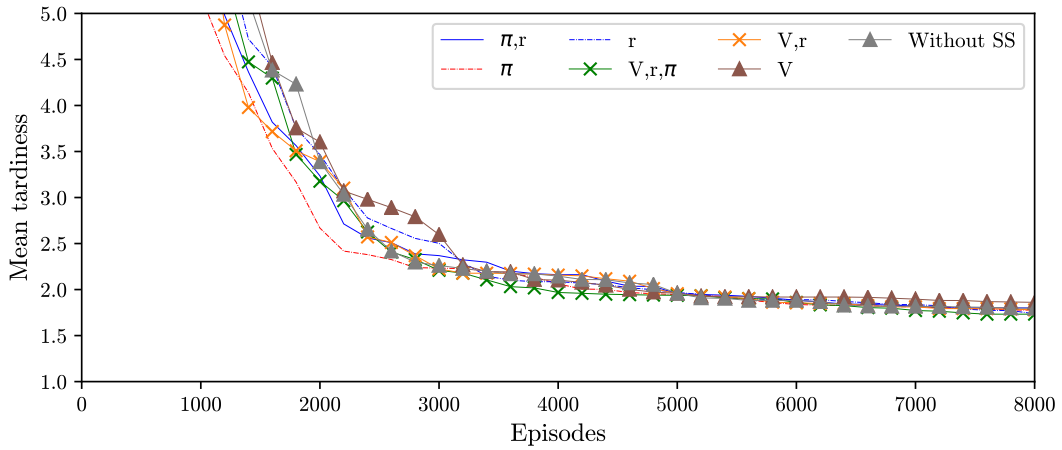 5.0
4.5
4.0
3.5
3.0
2.5
2.0
1.5
1.0
Mean tardiness
π,r
π
r
V,r,π
V,r
V
Without SS
0 1000 2000 3000 4000 5000 6000 7000 8000
Episodes